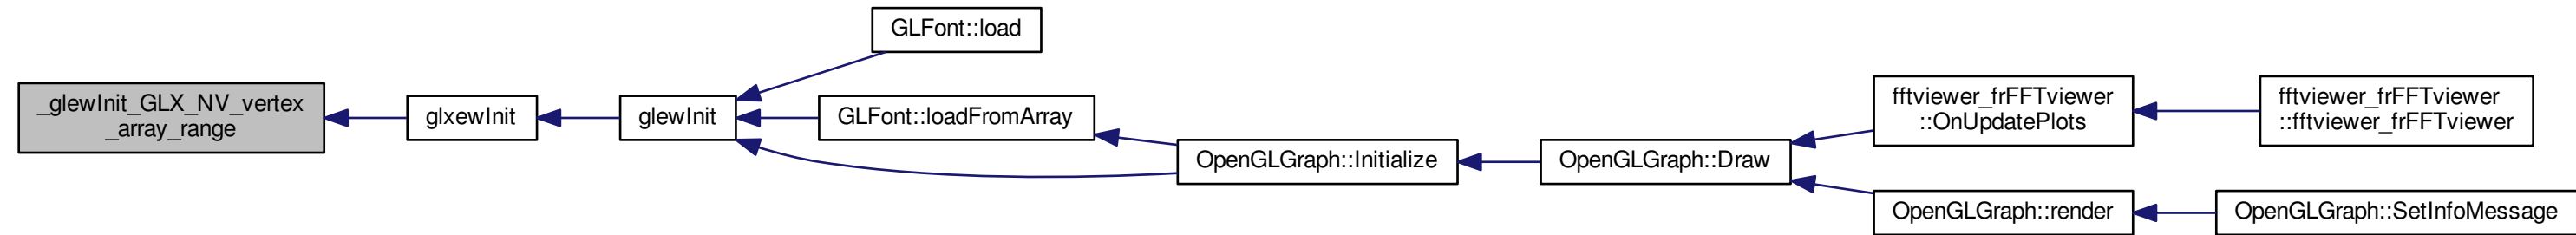 _glewInit_GLX_NV_vertex
_array_range
glxewInit
glewInit
GLFont::load
GLFont::loadFromArray
OpenGLGraph::Initialize
OpenGLGraph::Draw
fftviewer_frFFTviewer
::OnUpdatePlots
fftviewer_frFFTviewer
::fftviewer_frFFTviewer
OpenGLGraph::render
OpenGLGraph::SetInfoMessage